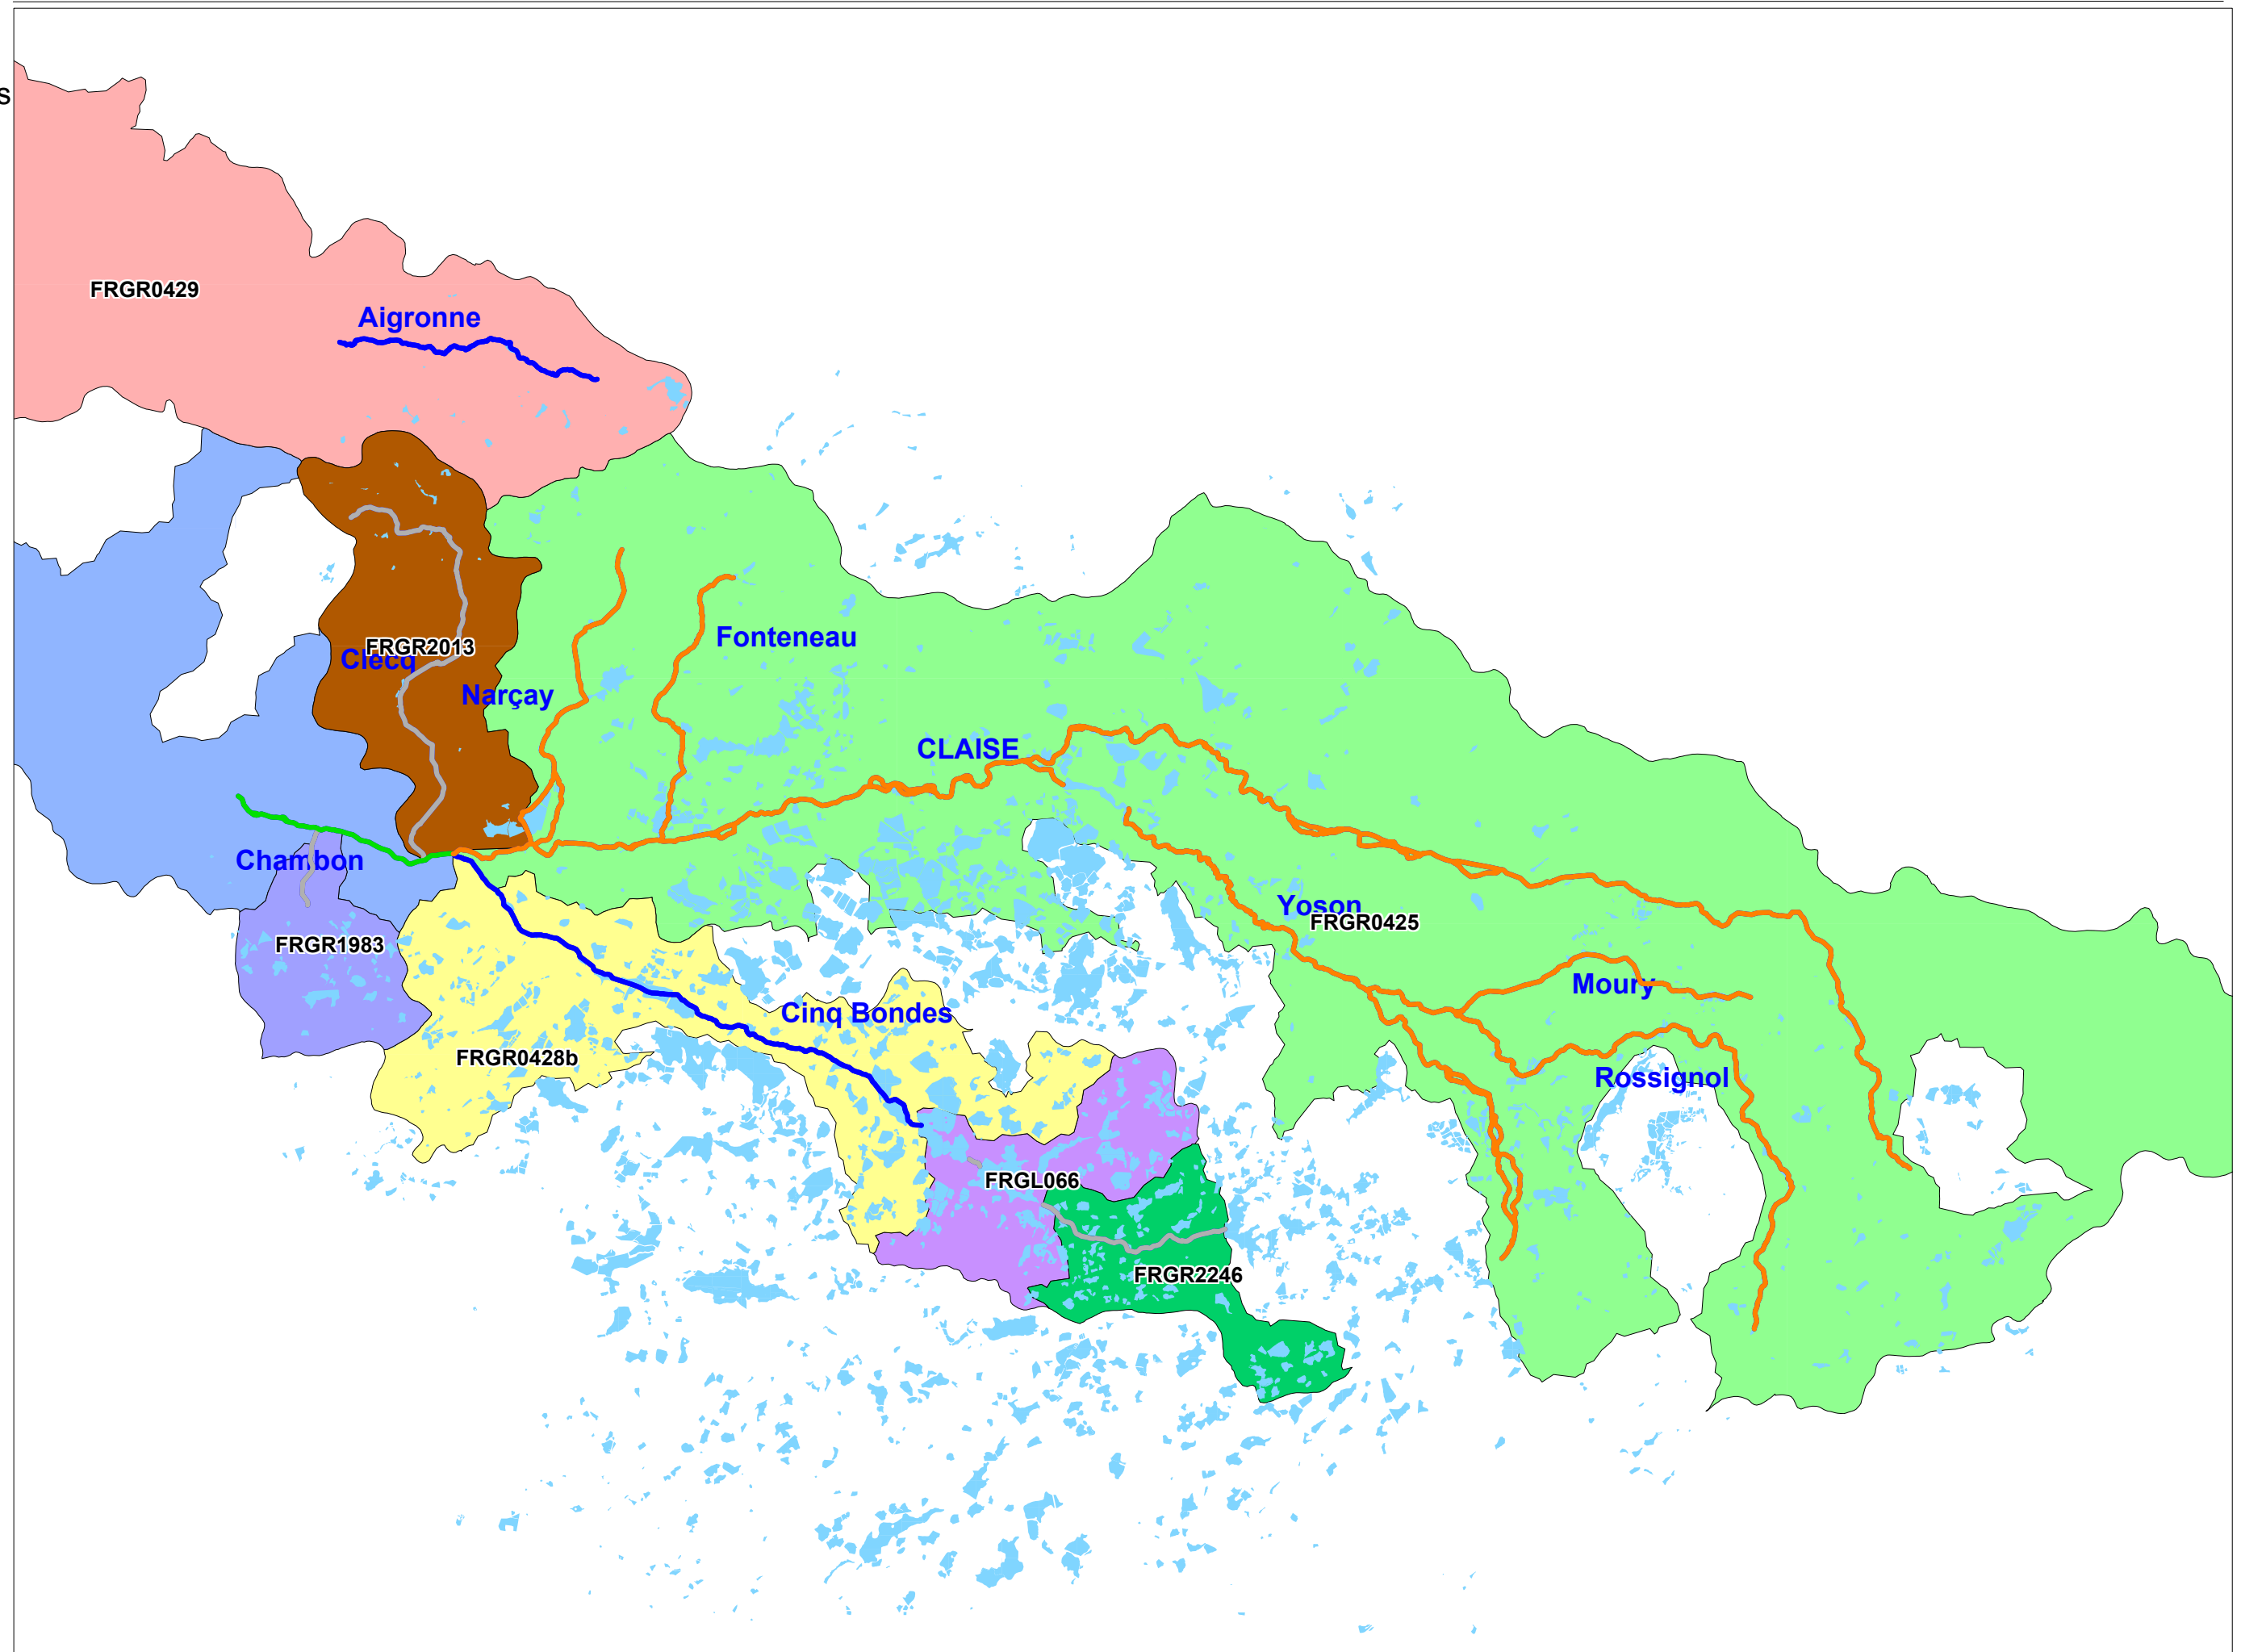 S
FRGR0429
Aigronne
Fonteneau
FRGR2013
Clecq
Narçay
CLAISE
Chambon
Yoson
FRGR0425
FRGR1983
Moury
Cinq Bondes
FRGR0428b
Rossignol
FRGL066
FRGR2246